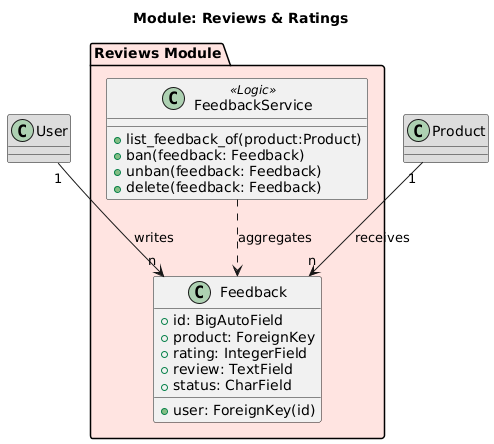 Module: Reviews & Ratings
Reviews Module
C «Logic»
FeedbackService
list_feedback_of(product:Product)
ban(feedback: Feedback)
unban(feedback: Feedback)
delete(feedback: Feedback)
C User
C Product
1
1
writes
aggregates
receives
n
n
C Feedback
id: BigAutoField
product: ForeignKey
rating: IntegerField
review: TextField
status: CharField
user: ForeignKey(id)